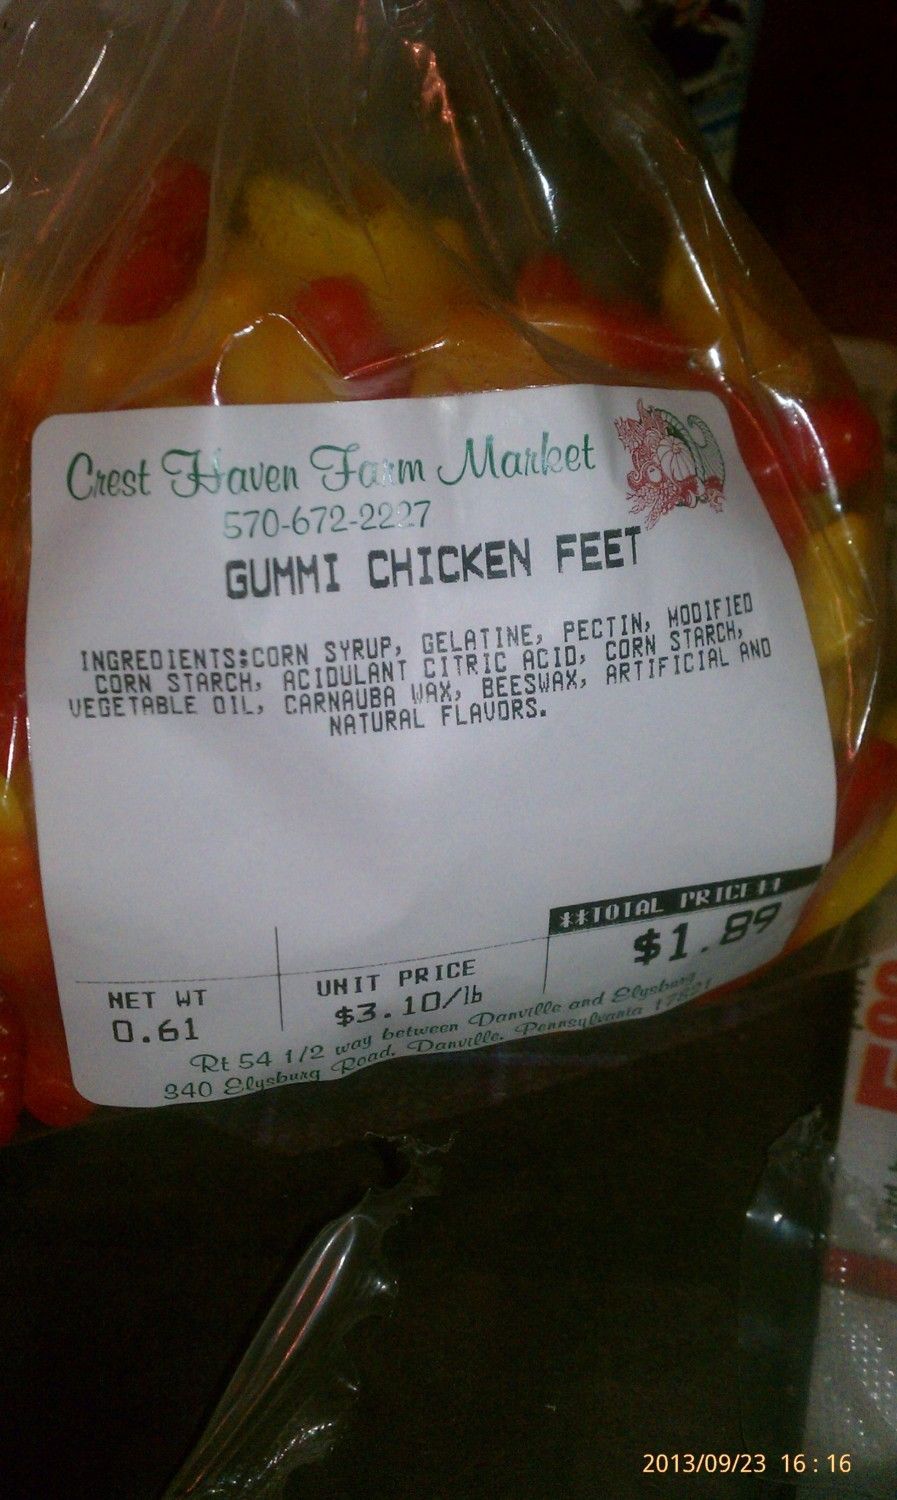 Crest Haven Farm Market
570-672-2227
GUMMI CHICKEN FEET
INGREDIENTS:CORN SYRUP, GELATINE, PECTIN, MODIFIED
CORN STARCH, ACIDULANT CITRIC ACID, CORN STARCH,
VEGETABLE OIL, CARNAUBA WAX, BEESWAX, ARTIFICIAL AND
NATURAL FLAVORS.
**TOTAL PRICE**
$1.89
NET WT
0.61
UNIT PRICE
$3.10/lb
Rt 54 1/2 way between Danville and Elysburg
340 Elysburg Road, Danville, Pennsylvania 17821
2013/09/23 16:16